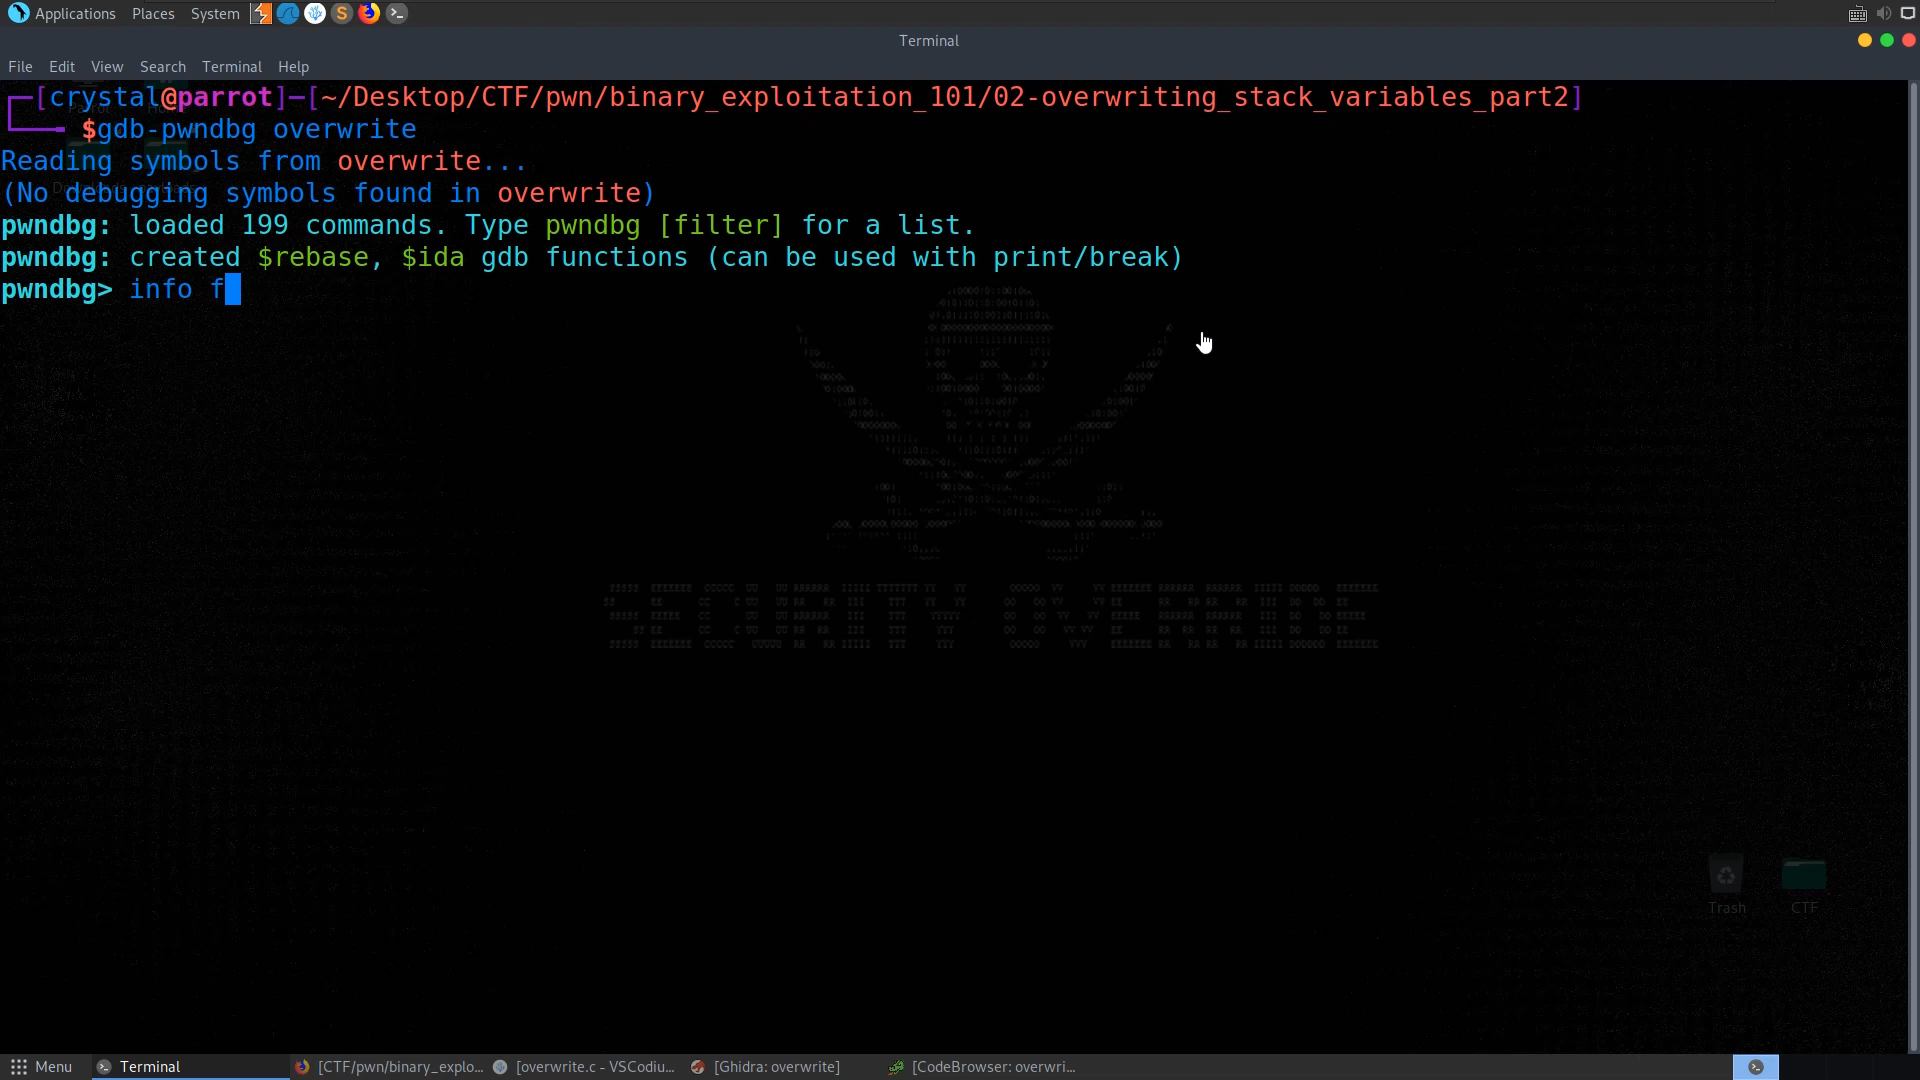 Applications Places System
Terminal
File Edit View Search Terminal Help
┌─[crystal@parrot]─[~/Desktop/CTF/pwn/binary_exploitation_101/02-overwriting_stack_variables_part2]
└──╼ $gdb-pwndbg overwrite
Reading symbols from overwrite...
(No debugging symbols found in overwrite)
pwndbg: loaded 199 commands. Type pwndbg [filter] for a list.
pwndbg: created $rebase, $ida gdb functions (can be used with print/break)
pwndbg> info f
SECURITY OVERRIDE
Trash CTF
Menu Terminal [CTF/pwn/binary_explo... [overwrite.c - VSCodiu... [Ghidra: overwrite] [CodeBrowser: overwri...